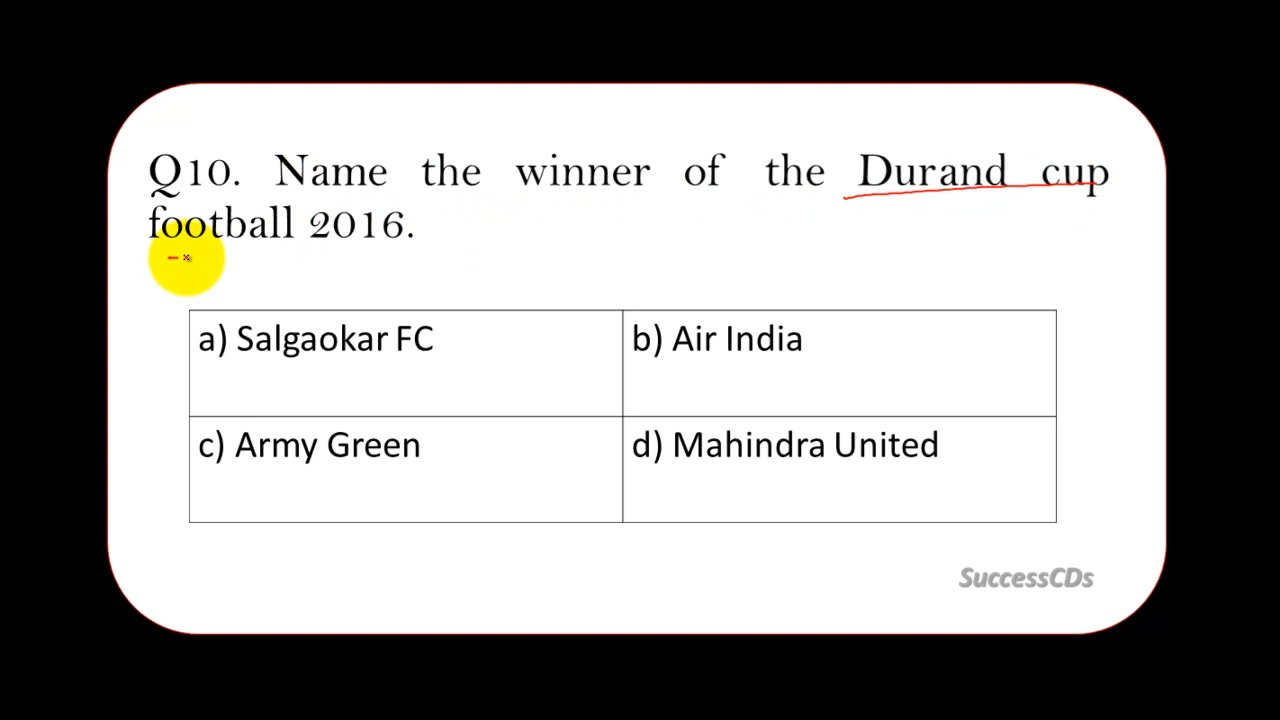 Q10. Name the winner of the Durand cup
football 2016.
a) Salgaokar FC
b) Air India
c) Army Green
d) Mahindra United
SuccessCDs